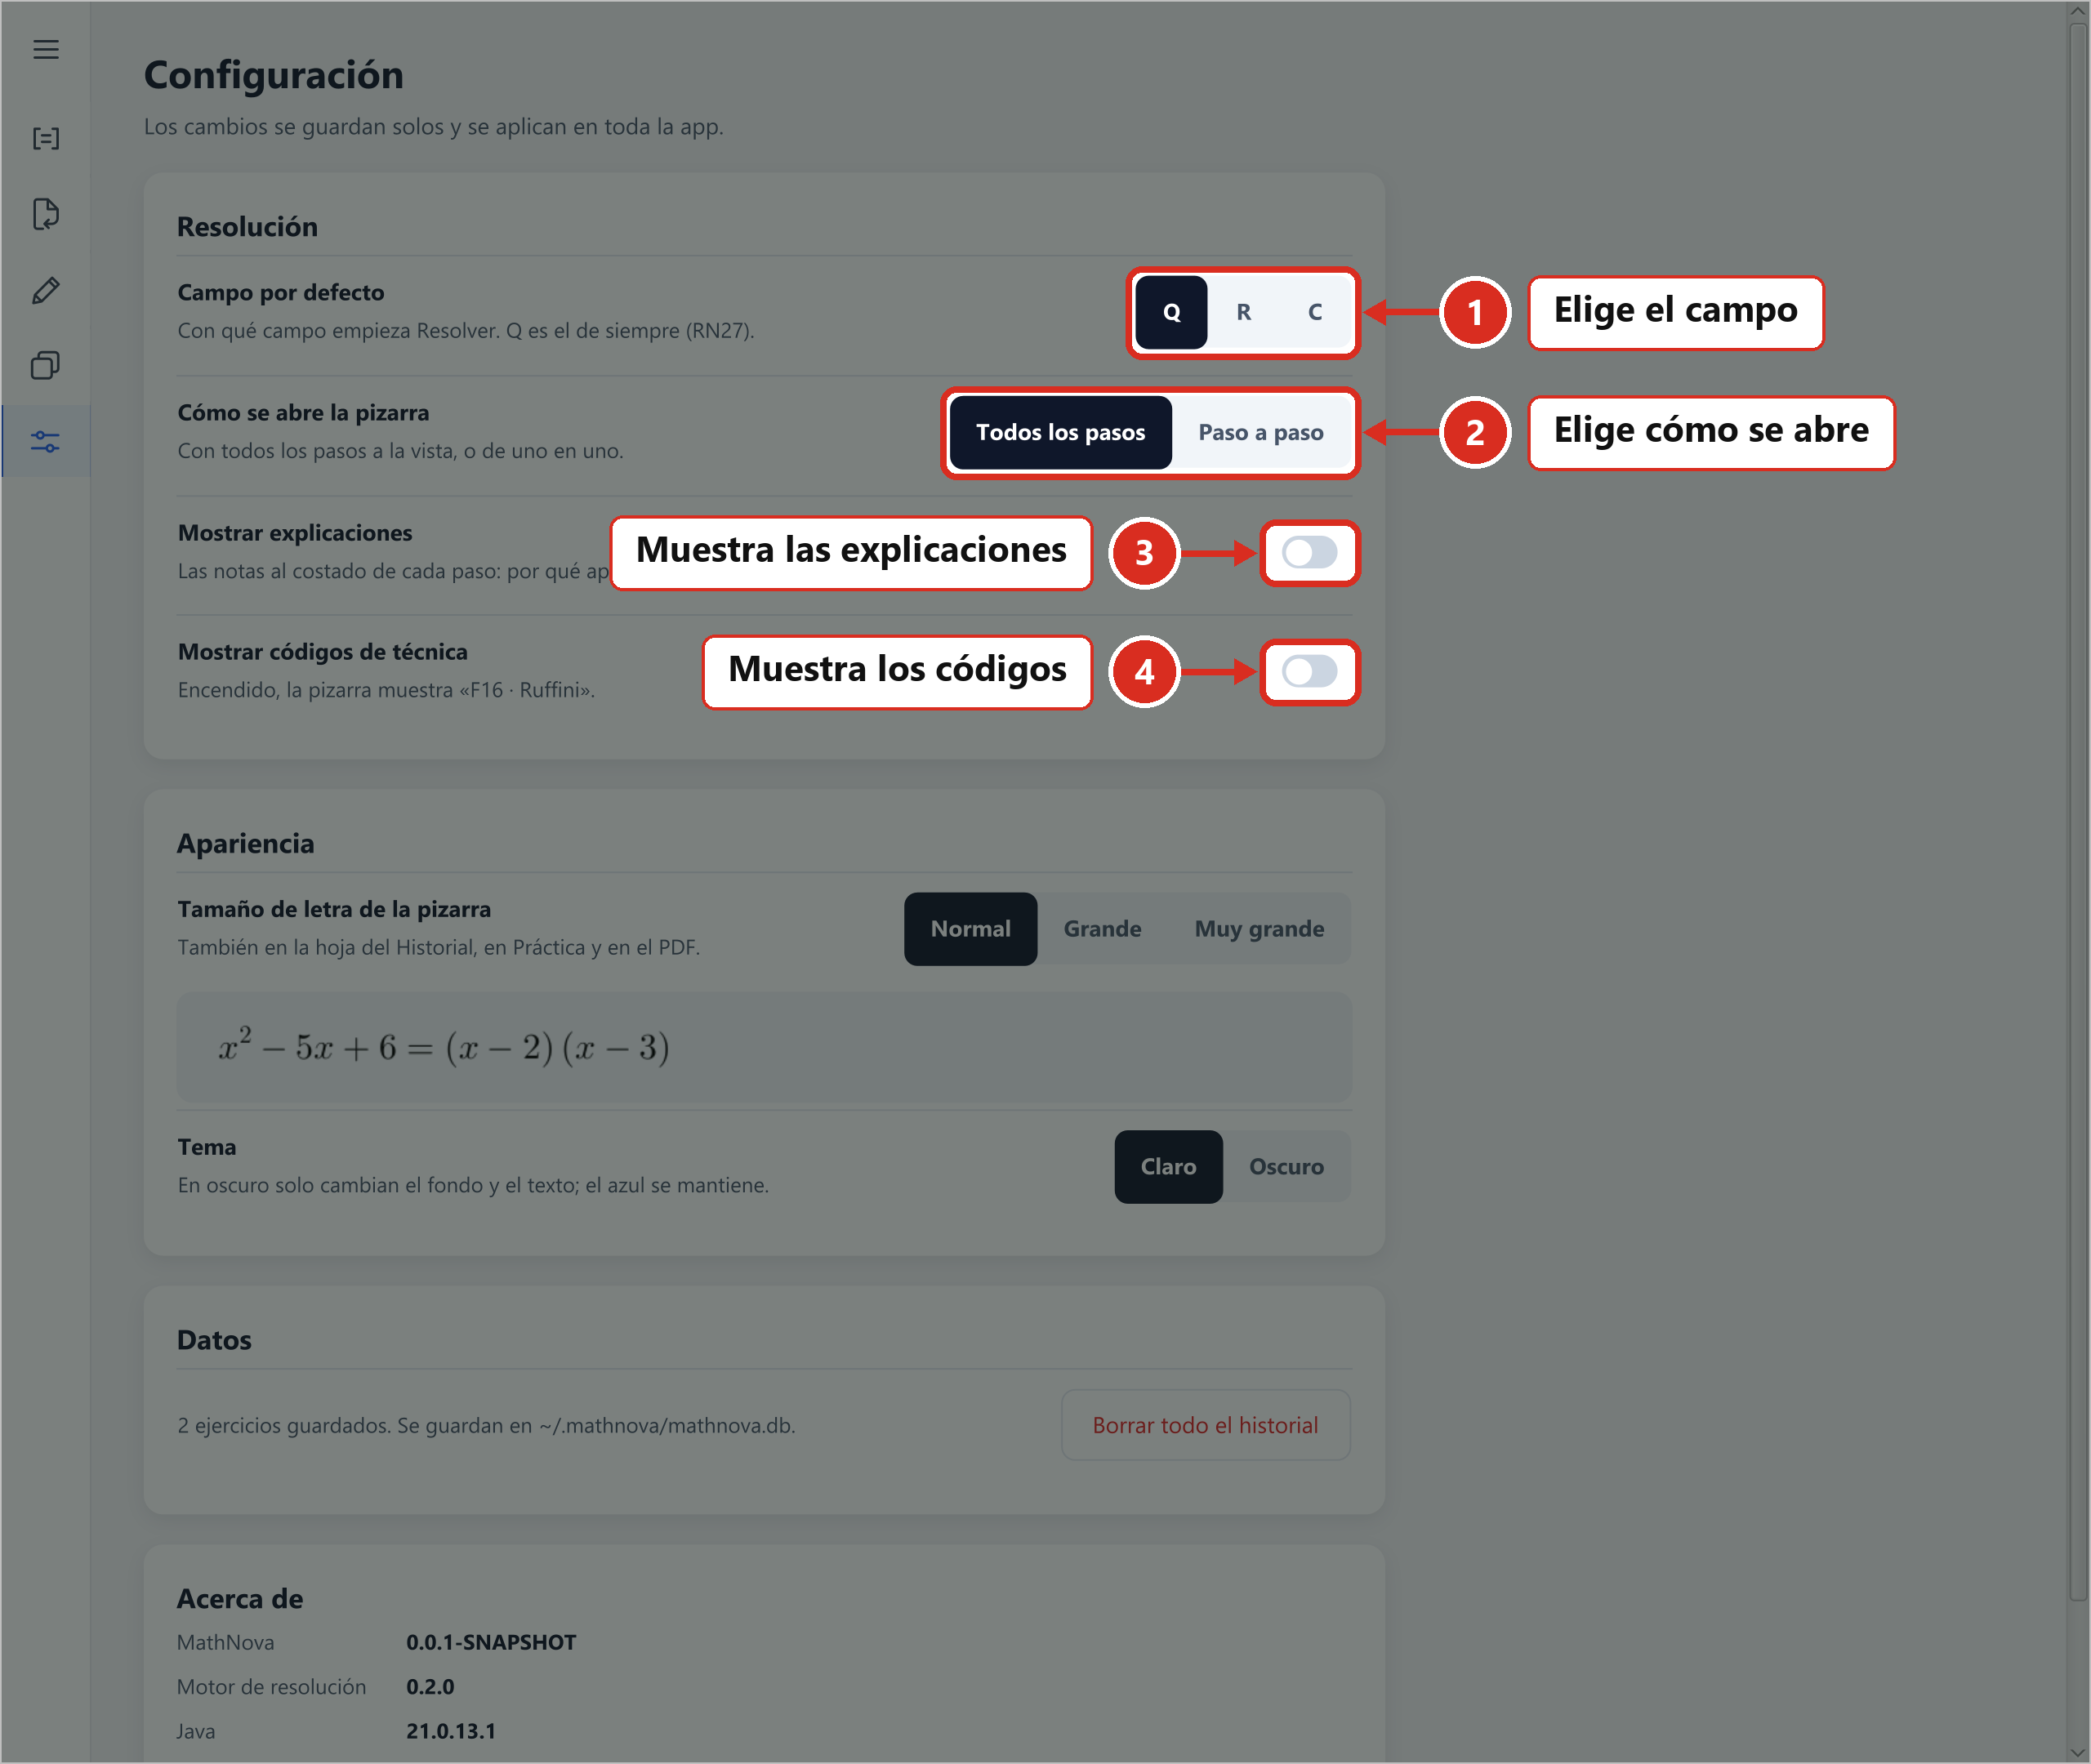 Configuración
Los cambios se guardan solos y se aplican en toda la app.
Resolución
Campo por defecto
Con qué campo empieza Resolver. Q es el de siempre (RN27).
Q R C
1 Elige el campo
Cómo se abre la pizarra
Con todos los pasos a la vista, o de uno en uno.
Todos los pasos Paso a paso
2 Elige cómo se abre
Mostrar explicaciones
Las notas al costado de cada paso: por qué ap
Muestra las explicaciones 3
Mostrar códigos de técnica
Encendido, la pizarra muestra «F16 · Ruffini».
Muestra los códigos 4
Apariencia
Tamaño de letra de la pizarra
También en la hoja del Historial, en Práctica y en el PDF.
Normal Grande Muy grande
x² − 5x + 6 = (x − 2) (x − 3)
Tema
En oscuro solo cambian el fondo y el texto; el azul se mantiene.
Claro Oscuro
Datos
2 ejercicios guardados. Se guardan en ~/.mathnova/mathnova.db.
Borrar todo el historial
Acerca de
MathNova 0.0.1-SNAPSHOT
Motor de resolución 0.2.0
Java 21.0.13.1